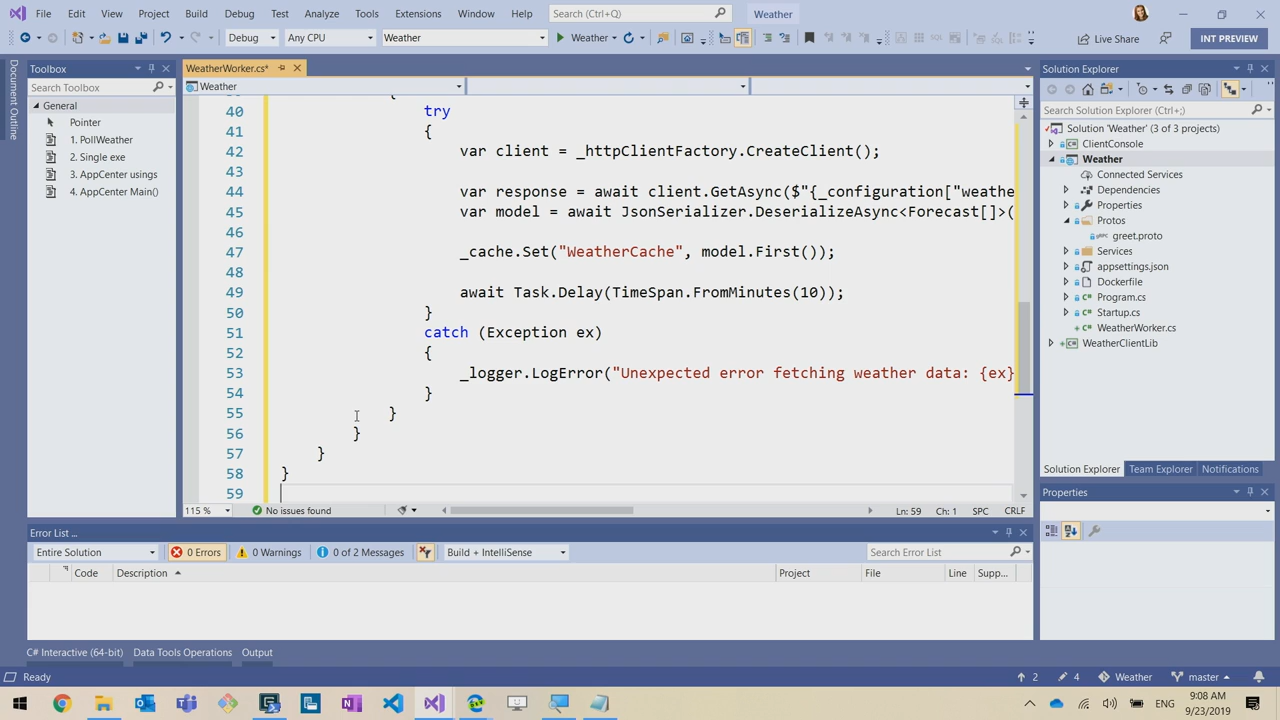 File Edit View Project Build Debug Test Analyze Tools Extensions Window Help Search (Ctrl+Q) Weather
Debug Any CPU Weather Weather Live Share INT PREVIEW
Document Outline
Toolbox
Search Toolbox
General
Pointer
1. PollWeather
2. Single exe
3. AppCenter usings
4. AppCenter Main()
WeatherWorker.cs*
Weather
40 try
41 {
42 var client = _httpClientFactory.CreateClient();
43
44 var response = await client.GetAsync($"{_configuration["weathe
45 var model = await JsonSerializer.DeserializeAsync<Forecast[]>(
46
47 _cache.Set("WeatherCache", model.First());
48
49 await Task.Delay(TimeSpan.FromMinutes(10));
50 }
51 catch (Exception ex)
52 {
53 _logger.LogError("Unexpected error fetching weather data: {ex}
54 }
55 }
56 }
57 }
58 }
59
115 % No issues found Ln: 59 Ch: 1 SPC CRLF
Solution Explorer
Search Solution Explorer (Ctrl+;)
Solution 'Weather' (3 of 3 projects)
ClientConsole
Weather
Connected Services
Dependencies
Properties
Protos
greet.proto
Services
appsettings.json
Dockerfile
Program.cs
Startup.cs
WeatherWorker.cs
WeatherClientLib
Solution Explorer Team Explorer Notifications
Properties
Error List ...
Entire Solution 0 Errors 0 Warnings 0 of 2 Messages Build + IntelliSense Search Error List
Code Description Project File Line Supp...
C# Interactive (64-bit) Data Tools Operations Output
Ready 2 4 Weather master
ENG 9:08 AM
9/23/2019